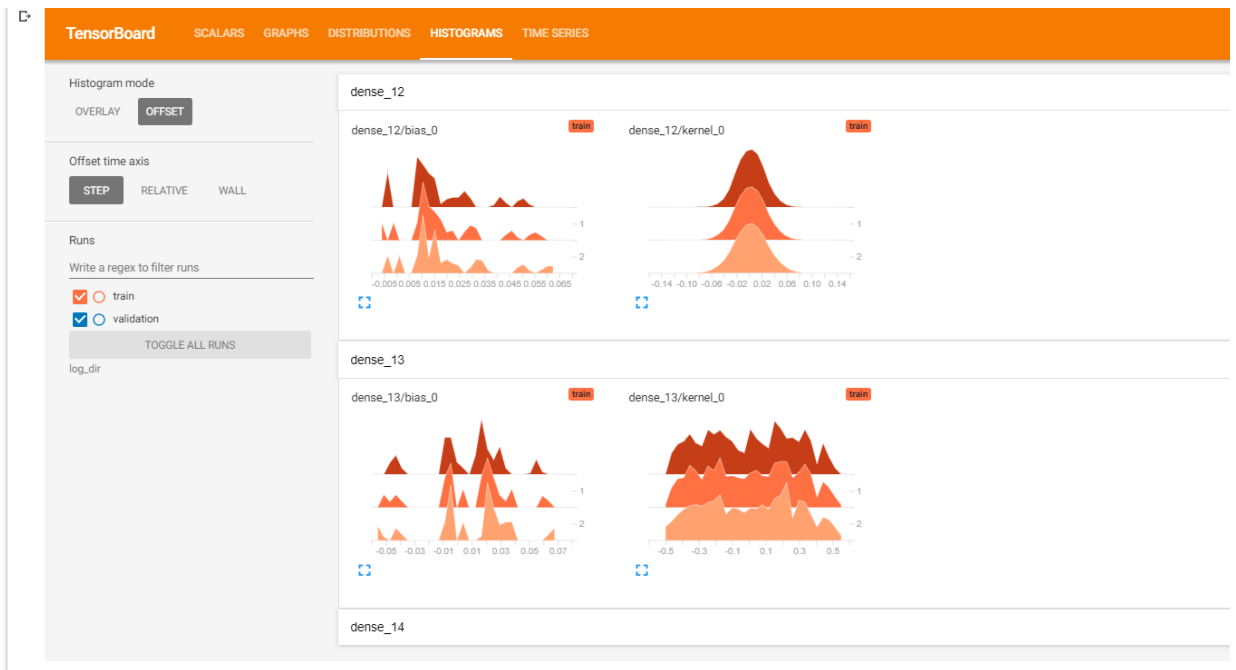 TensorBoard SCALARS GRAPHS DISTRIBUTIONS HISTOGRAMS TIME SERIES
Histogram mode
OVERLAY OFFSET
Offset time axis
STEP RELATIVE WALL
Runs
Write a regex to filter runs
train
validation
TOGGLE ALL RUNS
log_dir
dense_12
dense_12/bias_0 train
1
2
-0.005 0.005 0.015 0.025 0.035 0.045 0.055 0.065
dense_12/kernel_0 train
1
2
-0.14 -0.10 -0.06 -0.02 0.02 0.06 0.10 0.14
dense_13
dense_13/bias_0 train
1
2
-0.05 -0.03 -0.01 0.01 0.03 0.05 0.07
dense_13/kernel_0 train
1
2
-0.5 -0.3 -0.1 0.1 0.3 0.5
dense_14